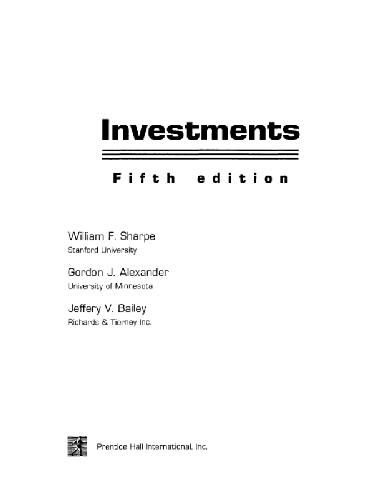 Investments
Fifth edition
William F. Sharpe
Stanford University
Gordon J. Alexander
University of Minnesota
Jeffery V. Bailey
Richards & Tierney Inc.
Prentice Hall International, Inc.